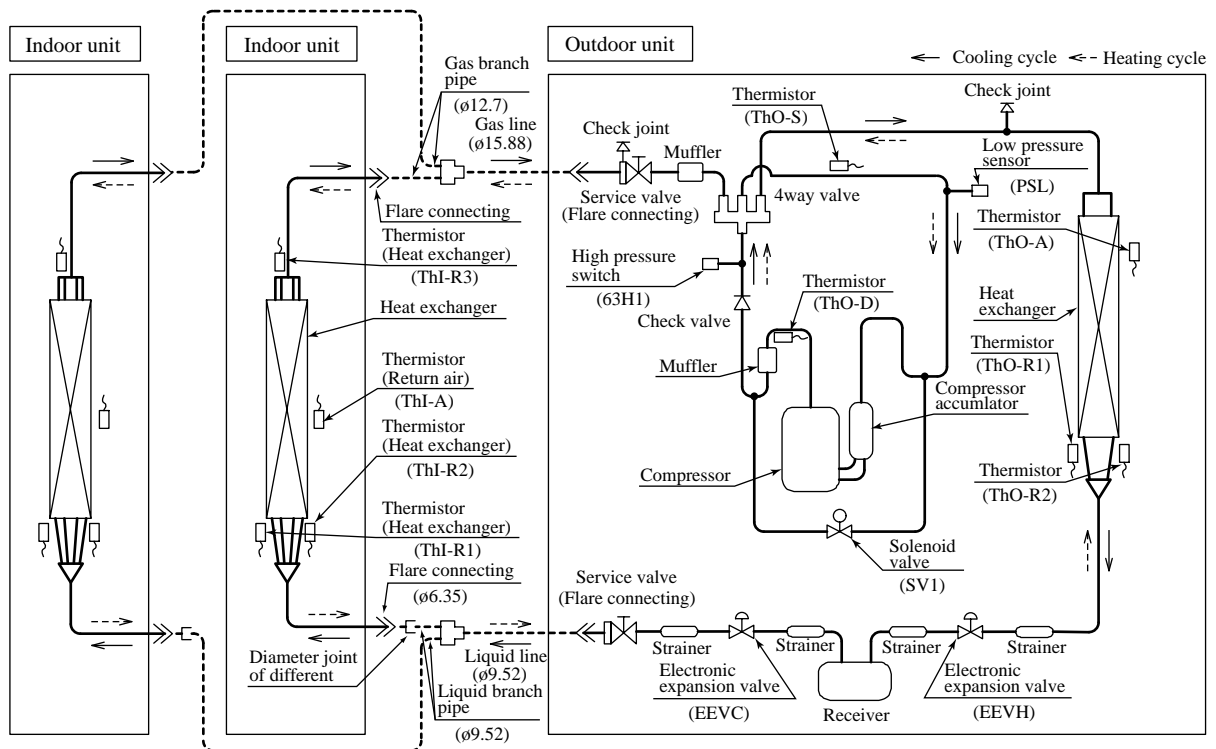 Indoor unit
Indoor unit
Outdoor unit
Cooling cycle
Heating cycle
Gas branch
pipe
(ø12.7)
Gas line
(ø15.88)
Check joint
Muffler
Service valve
(Flare connecting)
Thermistor
(ThO-S)
4way valve
Check joint
Low pressure
sensor
(PSL)
Flare connecting
Thermistor
(Heat exchanger)
(ThI-R3)
Heat exchanger
Thermistor
(Return air)
(ThI-A)
Thermistor
(Heat exchanger)
(ThI-R2)
Thermistor
(Heat exchanger)
(ThI-R1)
Flare connecting
(ø6.35)
High pressure
switch
(63H1)
Check valve
Thermistor
(ThO-D)
Muffler
Compressor
Compressor
accumlator
Thermistor
(ThO-A)
Heat
exchanger
Thermistor
(ThO-R1)
Thermistor
(ThO-R2)
Solenoid
valve
(SV1)
Service valve
(Flare connecting)
Diameter joint
of different
Liquid line
(ø9.52)
Liquid branch
pipe
(ø9.52)
Strainer
Strainer
Strainer
Strainer
Electronic
expansion valve
(EEVC)
Receiver
Electronic
expansion valve
(EEVH)